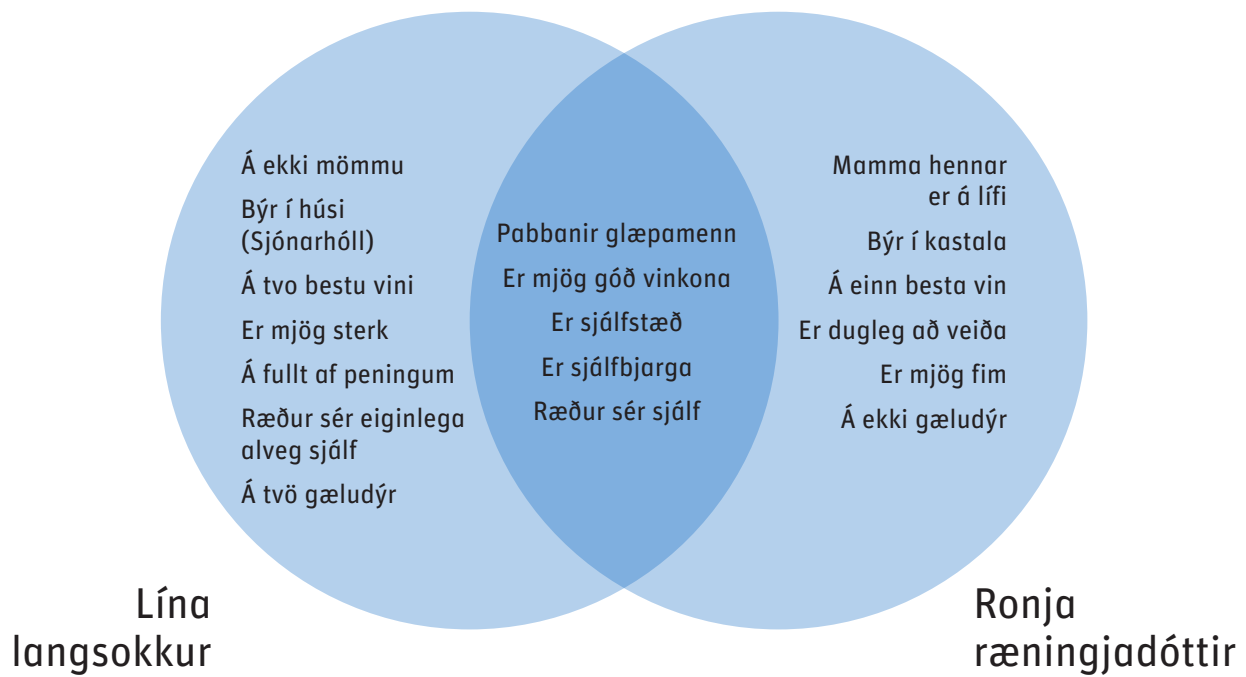 Á ekki mömmu
Býr í húsi
(Sjónarhóll)
Á tvo bestu vini
Er mjög sterk
Á fullt af peningum
Ræður sér eiginlega
alveg sjálf
Á tvö gæludýr
Pabbanir glæpamenn
Er mjög góð vinkona
Er sjálfstæð
Er sjálfbjarga
Ræður sér sjálf
Mamma hennar
er á lífi
Býr í kastala
Á einn besta vin
Er dugleg að veiða
Er mjög fim
Á ekki gæludýr
Lína
langsokkur
Ronja
ræningjadóttir